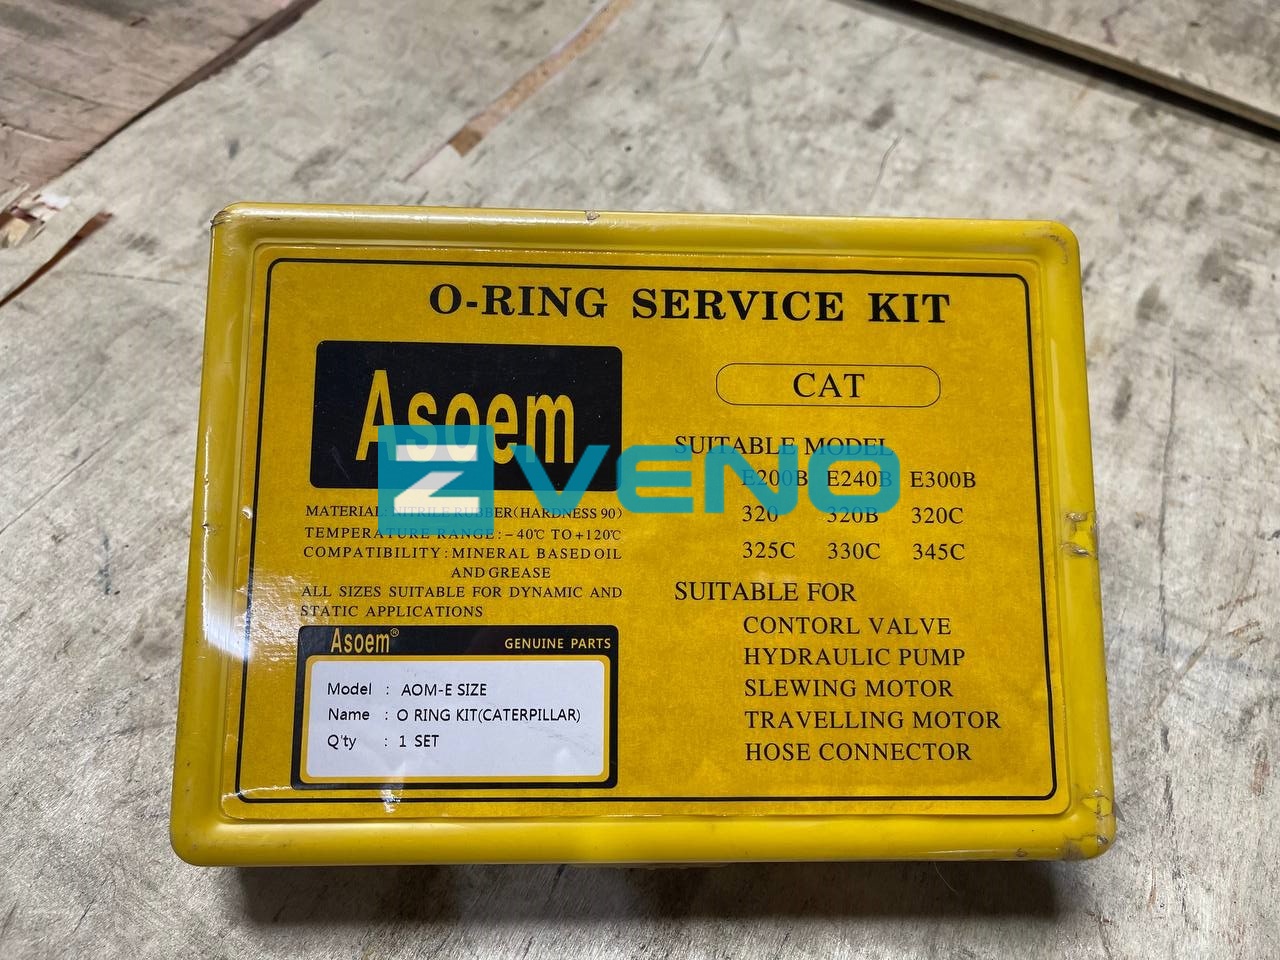 O-RING SERVICE KIT
Asoem
MATERIAL: NITRILE RUBBER(HARDNESS 90)
TEMPERATURE RANGE: -40℃ TO +120℃
COMPATIBILITY: MINERAL BASED OIL
AND GREASE
ALL SIZES SUITABLE FOR DYNAMIC AND
STATIC APPLICATIONS
Asoem® GENUINE PARTS
Model : AOM-E SIZE
Name : O RING KIT(CATERPILLAR)
Q'ty : 1 SET
CAT
SUITABLE MODEL
E200B E240B E300B
320 320B 320C
325C 330C 345C
SUITABLE FOR
CONTORL VALVE
HYDRAULIC PUMP
SLEWING MOTOR
TRAVELLING MOTOR
HOSE CONNECTOR
Z VENO